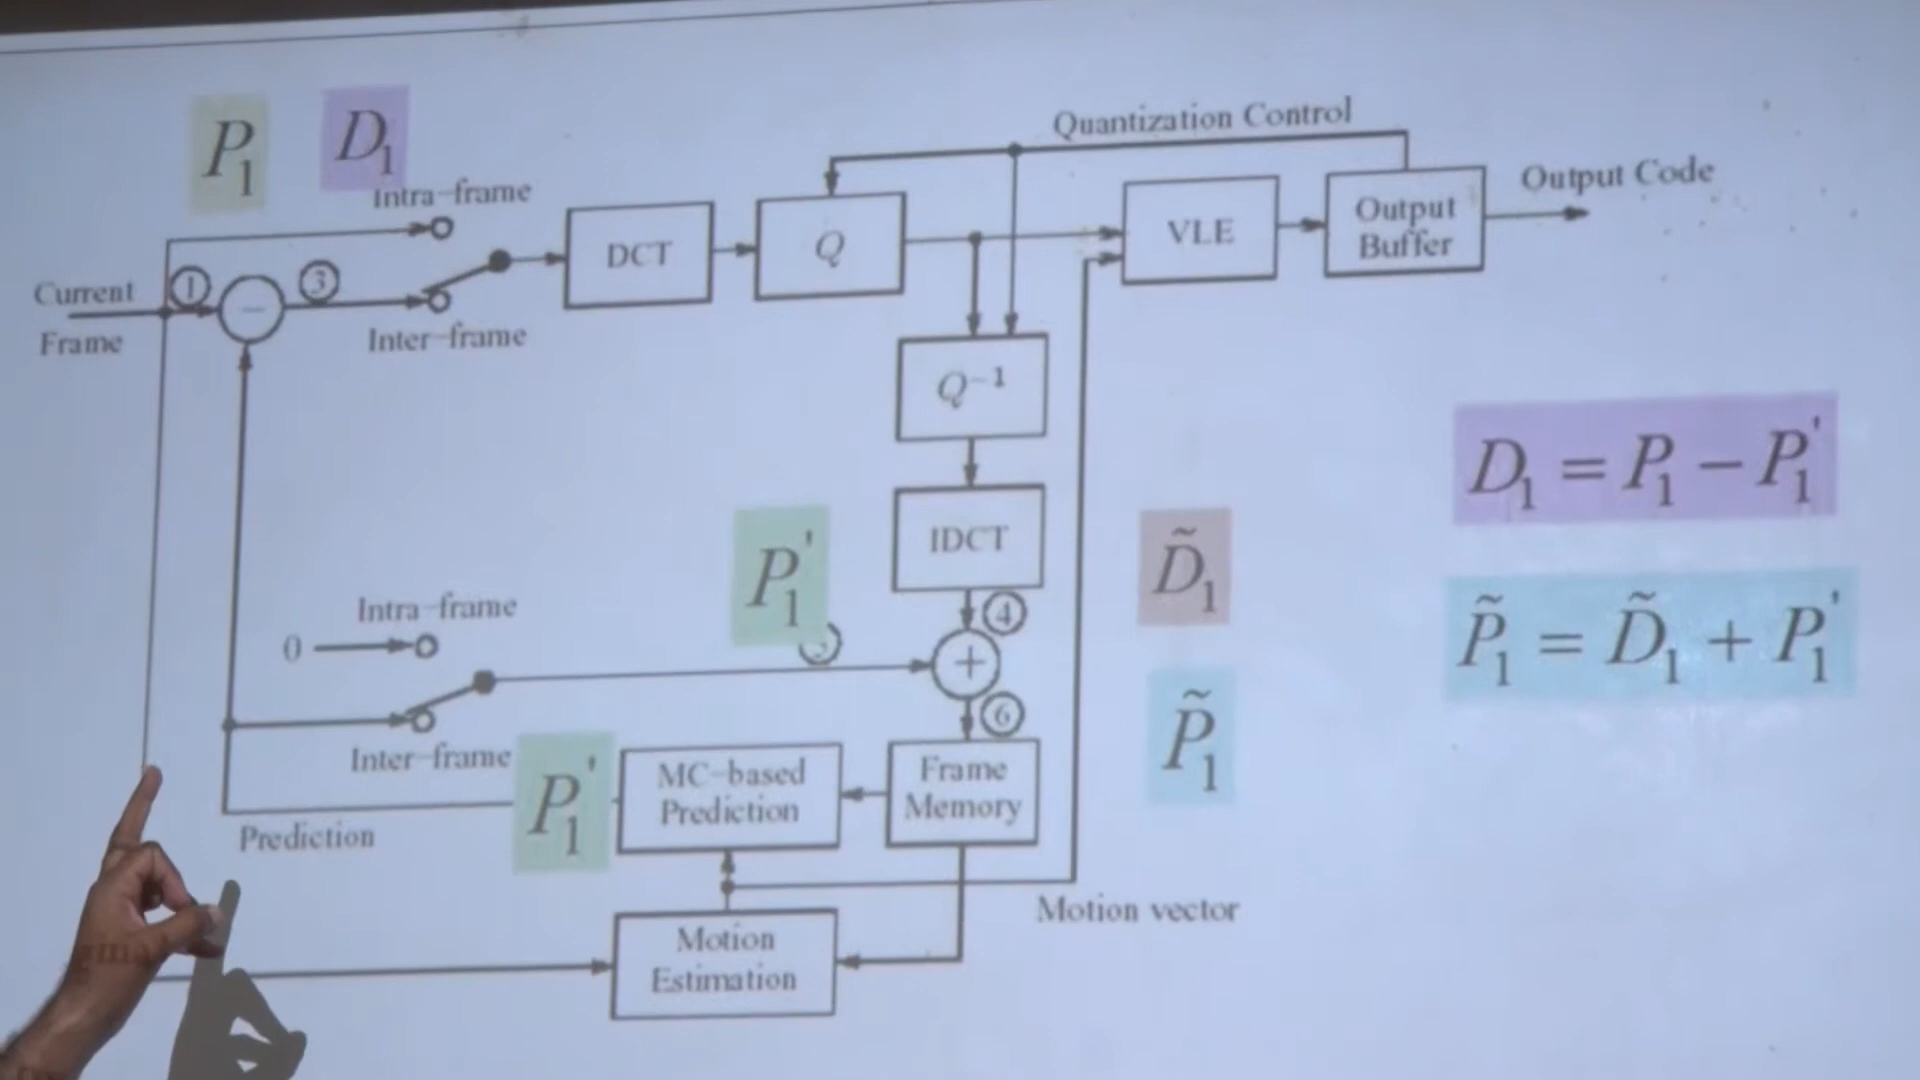 Quantization Control
P₁
D₁
Intra-frame
Output Code
DCT
Q
VLE
Output
Buffer
Current
Frame
1
−
3
Inter-frame
Q⁻¹
D₁ = P₁ − P₁'
IDCT
P₁'
D̃₁
4
Intra-frame
0
+
P̃₁ = D̃₁ + P₁'
6
P̃₁
Inter-frame
P₁'
MC-based
Prediction
Frame
Memory
Prediction
Motion vector
Motion
Estimation